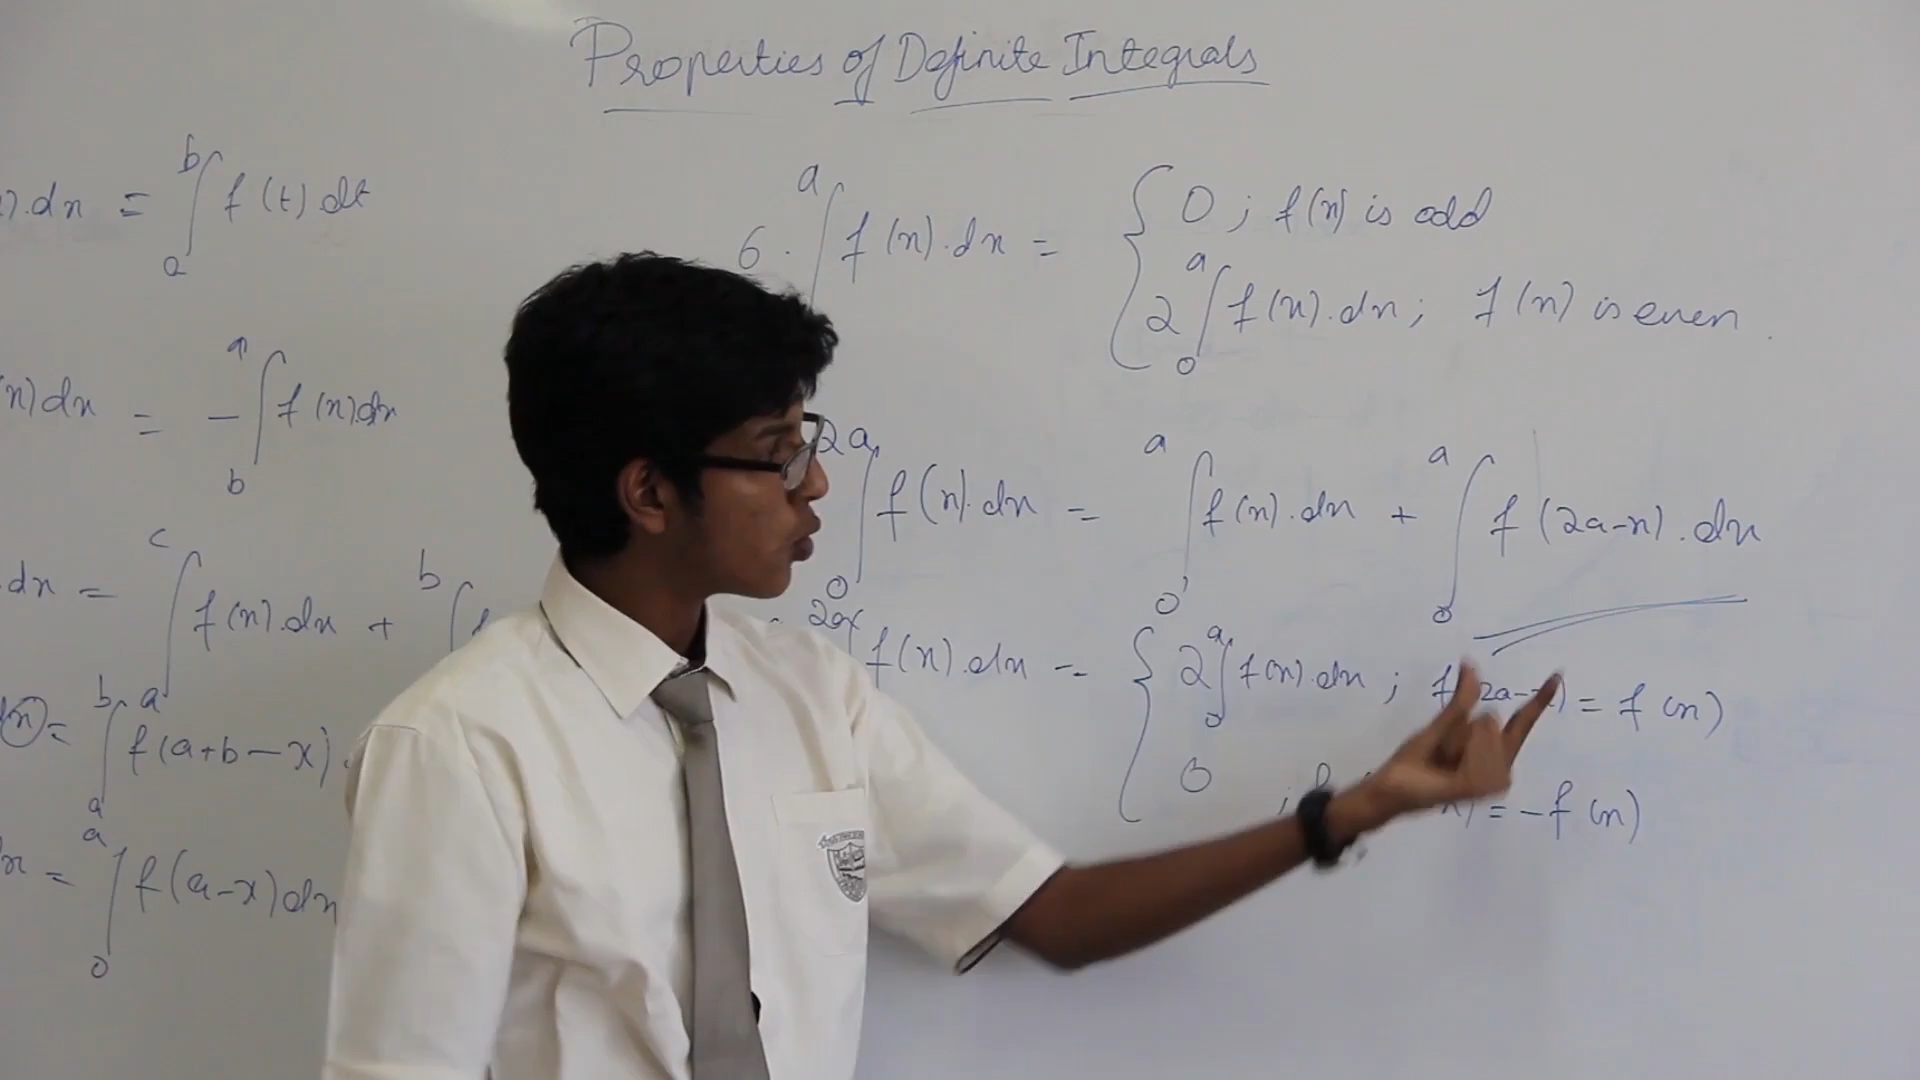 Properties of Definite Integrals
).dx = ∫_a^b f(t) dt
x)dx = -∫_b^a f(x)dx
.dx = ∫_a^c f(x).dx + ∫^b
x = ∫_a^b f(a+b-x).
x = ∫_0^a f(a-x)dx
6. ∫^a f(x).dx = { 0 ; f(x) is odd
2∫_0^a f(x).dx ; f(x) is even.
∫_0^2a f(x).dx = ∫_0^a f(x).dx + ∫_0^a f(2a-x).dx
∫^2a f(x).dx = { 2∫_0^a f(x).dx ; f(2a-x) = f(x)
0 ; f x) = -f(x)